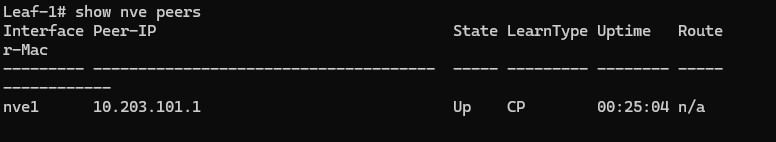 Leaf-1# show nve peers
Interface Peer-IP                                 State LearnType Uptime   Route
r-Mac
--------- --------------------------------------  ----- --------- -------- -----
------------
nve1      10.203.101.1                            Up    CP        00:25:04 n/a